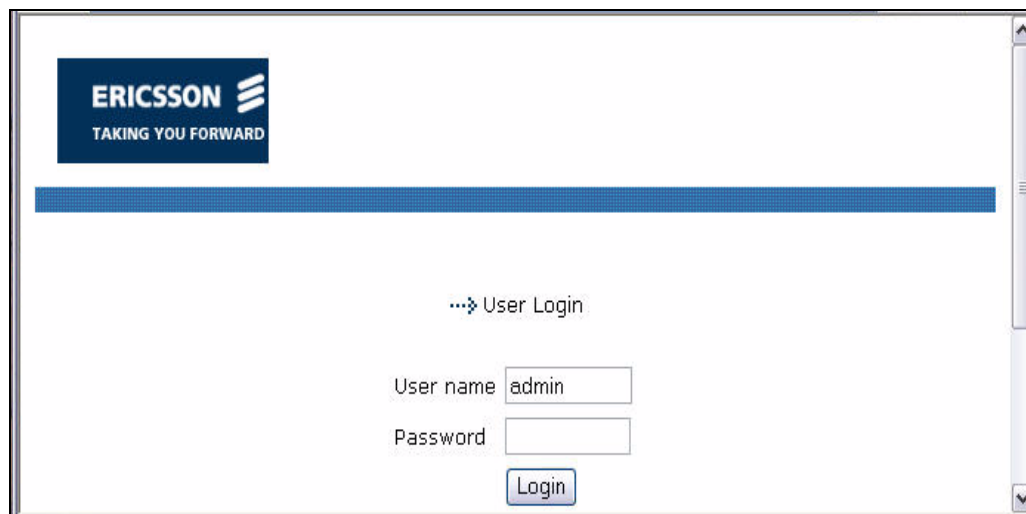 ERICSSON
TAKING YOU FORWARD
User Login
User name admin
Password
Login